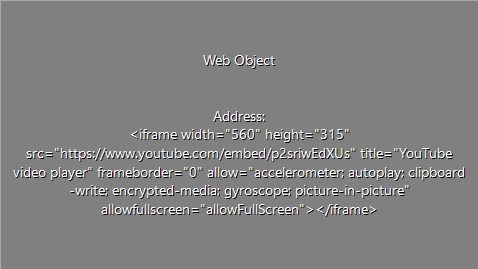 Web Object
Address:
<iframe width="560" height="315"
src="https://www.youtube.com/embed/p2sriwEdXUs" title="YouTube
video player" frameborder="0" allow="accelerometer; autoplay; clipboard
-write; encrypted-media; gyroscope; picture-in-picture"
allowfullscreen="allowFullScreen"></iframe>